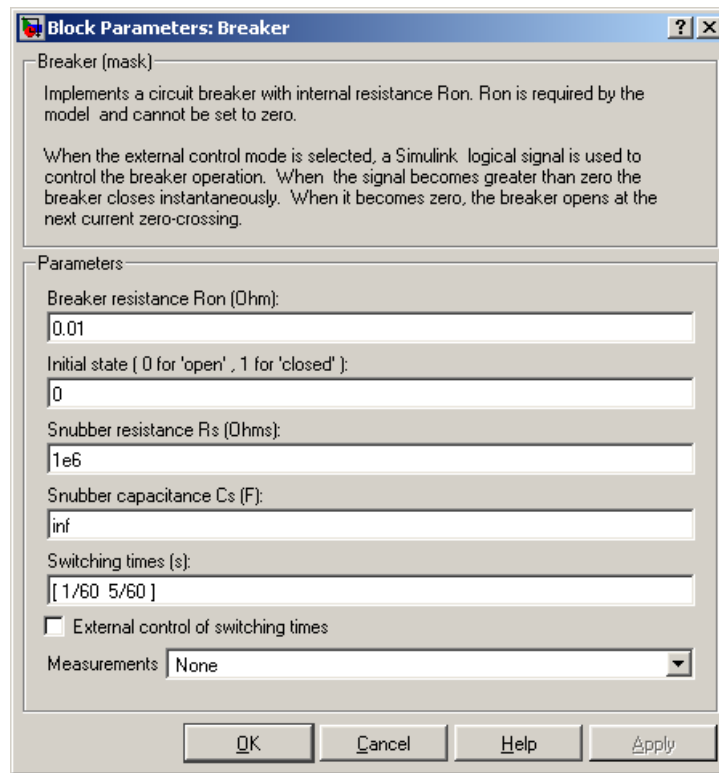 Block Parameters: Breaker
Breaker (mask)
Implements a circuit breaker with internal resistance Ron. Ron is required by the
model  and cannot be set to zero.
When the external control mode is selected, a Simulink  logical signal is used to
control the breaker operation.  When  the signal becomes greater than zero the
breaker closes instantaneously.  When it becomes zero, the breaker opens at the
next current zero-crossing.
Parameters
Breaker resistance Ron (Ohm):
0.01
Initial state ( 0 for 'open' , 1 for 'closed' ):
0
Snubber resistance Rs (Ohms):
1e6
Snubber capacitance Cs (F):
inf
Switching times (s):
[ 1/60  5/60 ]
External control of switching times
Measurements None
OK Cancel Help Apply